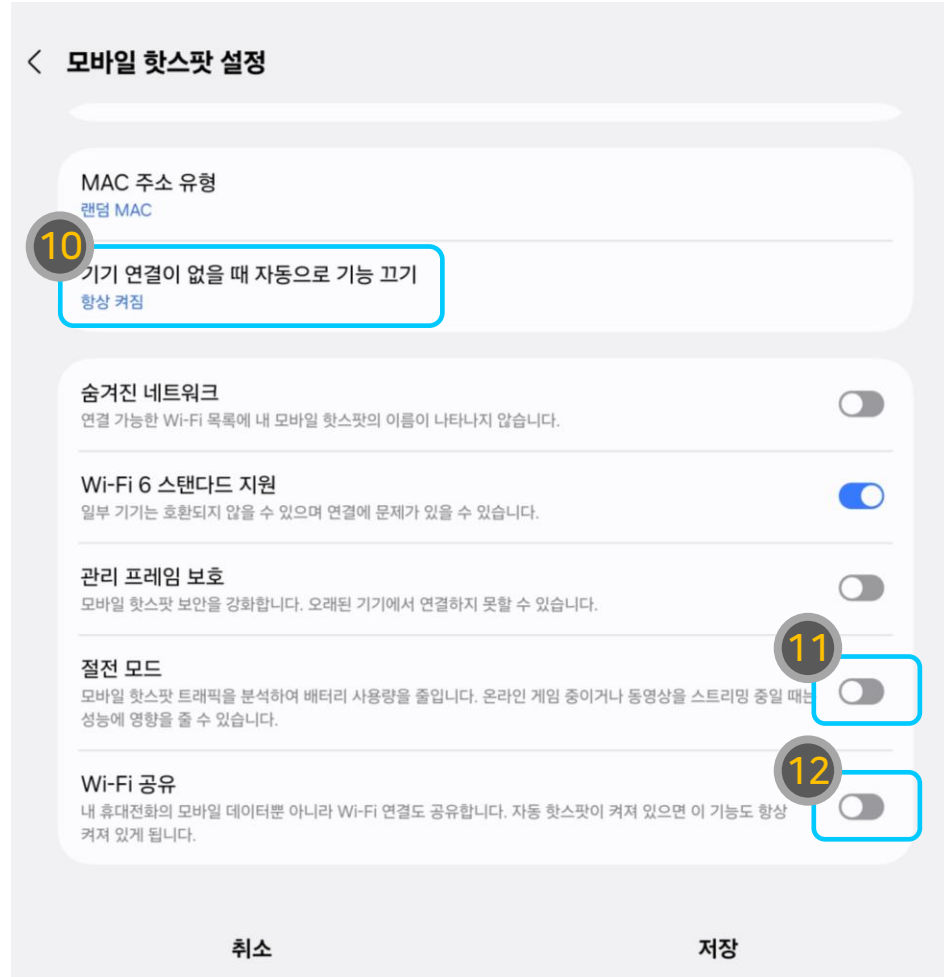 모바일 핫스팟 설정
MAC 주소 유형
랜덤 MAC
10
기기 연결이 없을 때 자동으로 기능 끄기
항상 켜짐
숨겨진 네트워크
연결 가능한 Wi-Fi 목록에 내 모바일 핫스팟의 이름이 나타나지 않습니다.
Wi-Fi 6 스탠다드 지원
일부 기기는 호환되지 않을 수 있으며 연결에 문제가 있을 수 있습니다.
관리 프레임 보호
모바일 핫스팟 보안을 강화합니다. 오래된 기기에서 연결하지 못할 수 있습니다.
11
절전 모드
모바일 핫스팟 트래픽을 분석하여 배터리 사용량을 줄입니다. 온라인 게임 중이거나 동영상을 스트리밍 중일 때는
성능에 영향을 줄 수 있습니다.
12
Wi-Fi 공유
내 휴대전화의 모바일 데이터뿐 아니라 Wi-Fi 연결도 공유합니다. 자동 핫스팟이 켜져 있으면 이 기능도 항상
켜져 있게 됩니다.
취소
저장